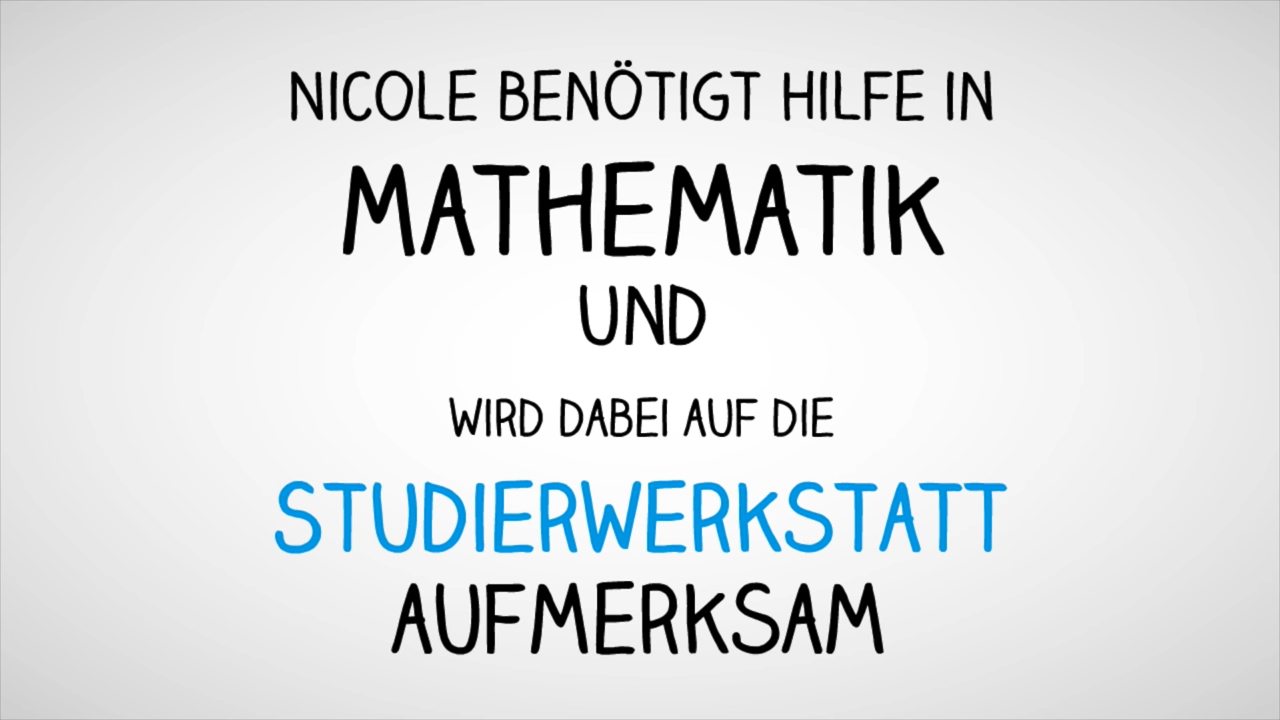 NICOLE BENÖTIGT HILFE IN
MATHEMATIK
UND
WIRD DABEI AUF DIE
STUDIERWERKSTATT
AUFMERKSAM